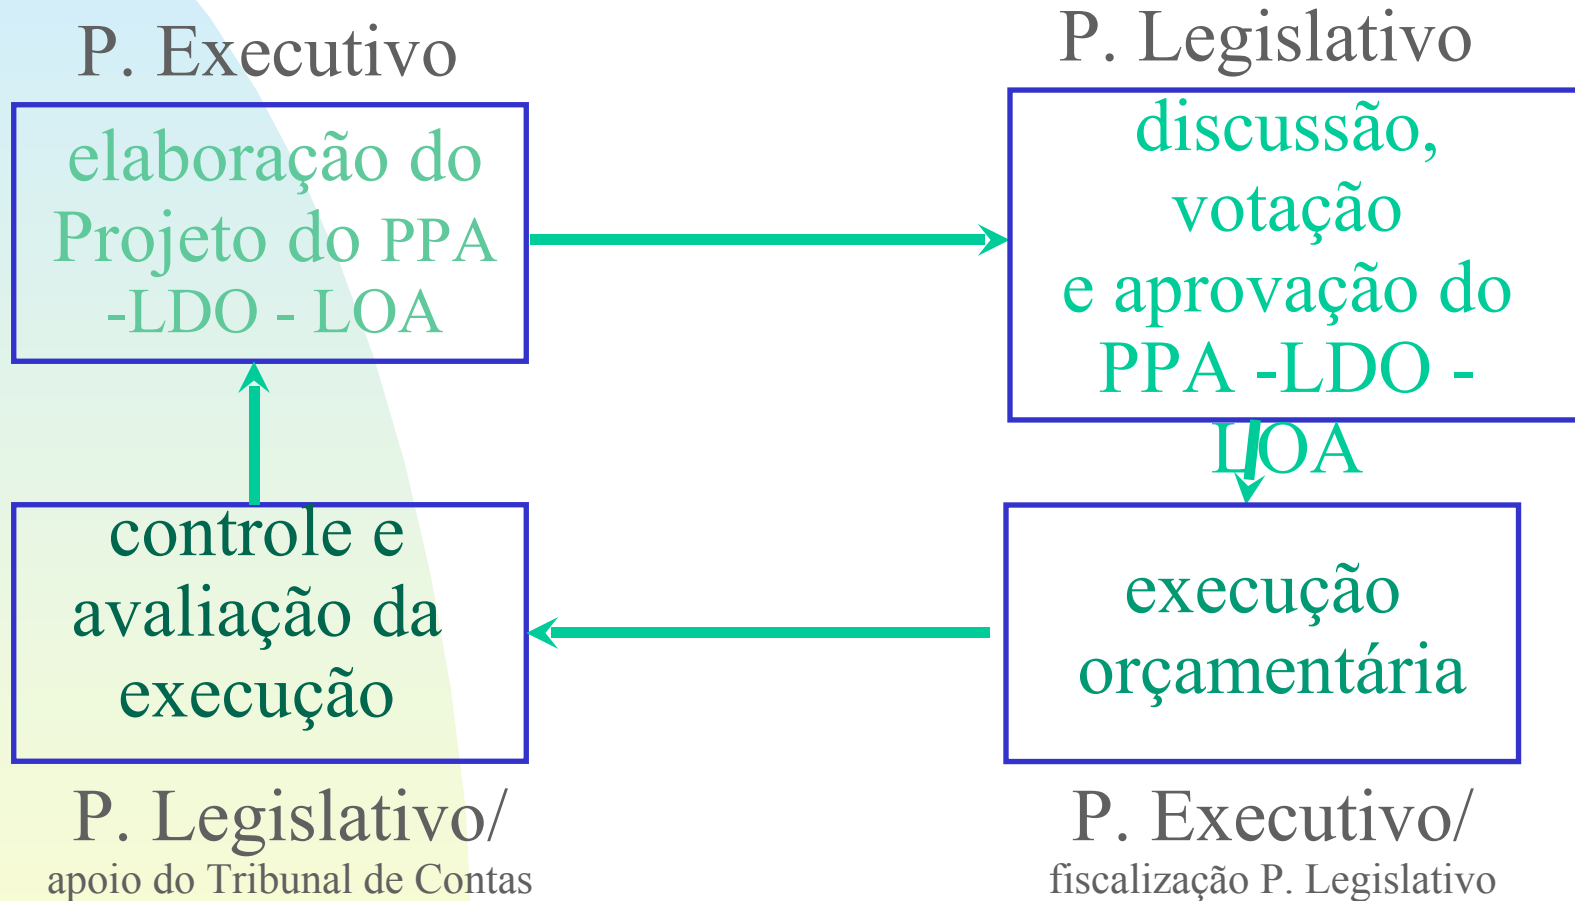 P. Executivo
elaboração do
Projeto do PPA
-LDO - LOA
P. Legislativo
discussão,
votação
e aprovação do
PPA -LDO -
LOA
controle e
avaliação da
execução
P. Legislativo/
apoio do Tribunal de Contas
execução
orçamentária
P. Executivo/
fiscalização P. Legislativo